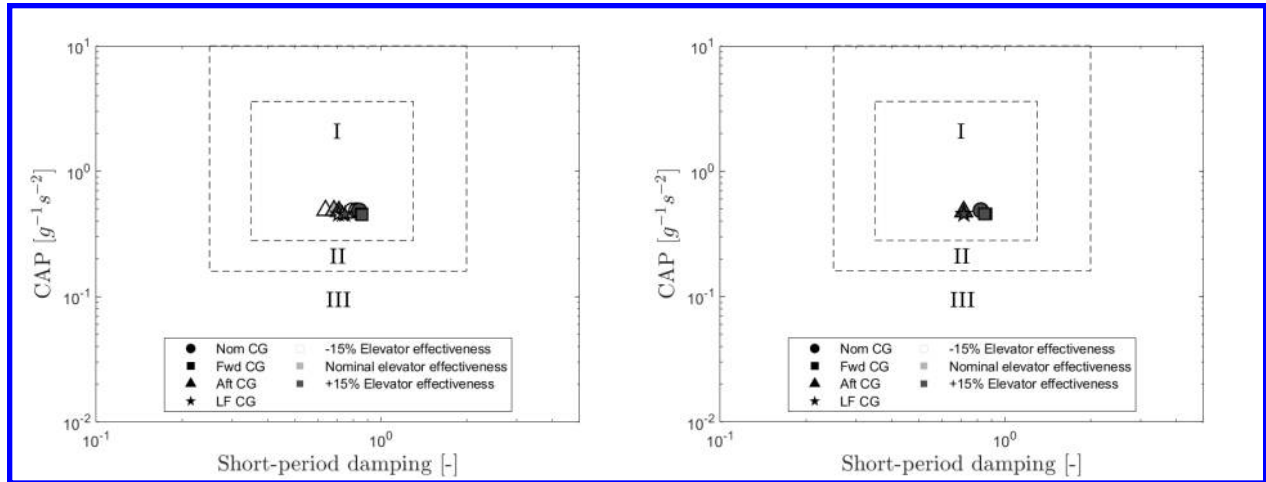 10^1
10^0
10^-1
10^-2
CAP [g^-1 s^-2]
I
II
III
Nom CG
Fwd CG
Aft CG
LF CG
-15% Elevator effectiveness
Nominal elevator effectiveness
+15% Elevator effectiveness
10^-1
10^0
Short-period damping [-]
10^1
10^0
10^-1
10^-2
CAP [g^-1 s^-2]
I
II
III
Nom CG
Fwd CG
Aft CG
LF CG
-15% Elevator effectiveness
Nominal elevator effectiveness
+15% Elevator effectiveness
10^-1
10^0
Short-period damping [-]